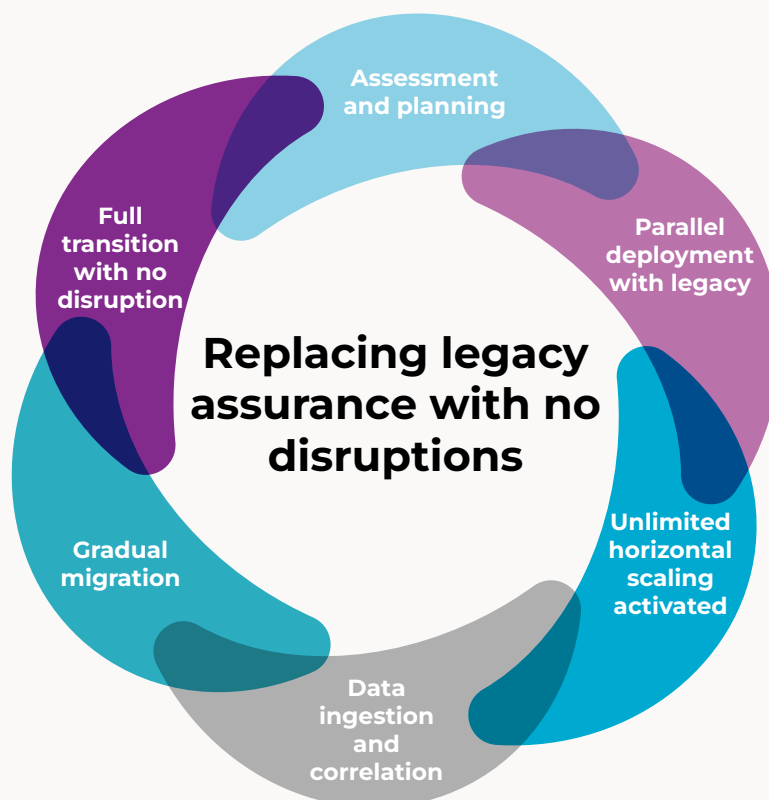 Assessment
and planning
Parallel
deployment
with legacy
Unlimited
horizontal
scaling
activated
Data
ingestion
and
correlation
Gradual
migration
Full
transition
with no
disruption
Replacing legacy
assurance with no
disruptions